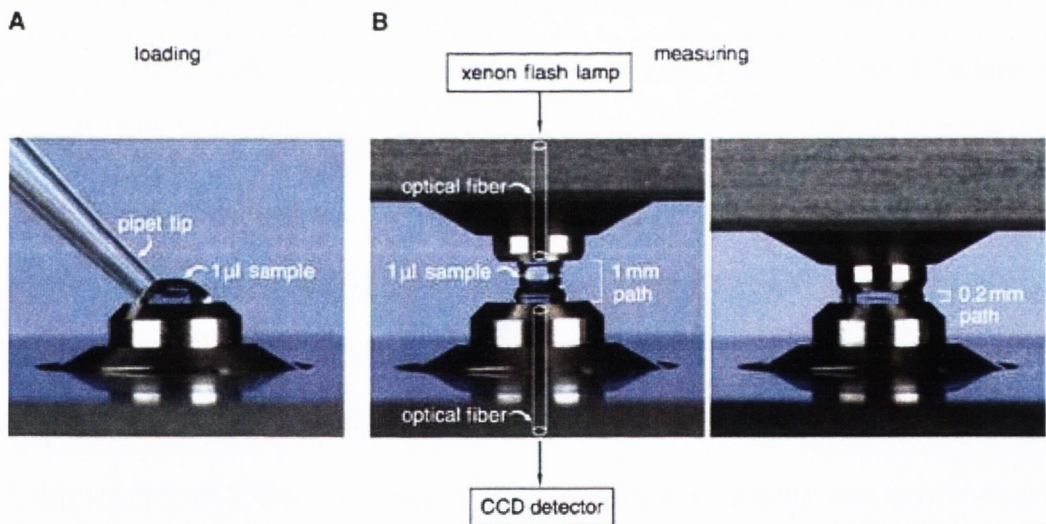 A
loading
pipet tip
1 µl sample
B
measuring
xenon flash lamp
optical fiber
1 µl sample
1 mm
path
optical fiber
CCD detector
0.2 mm
path